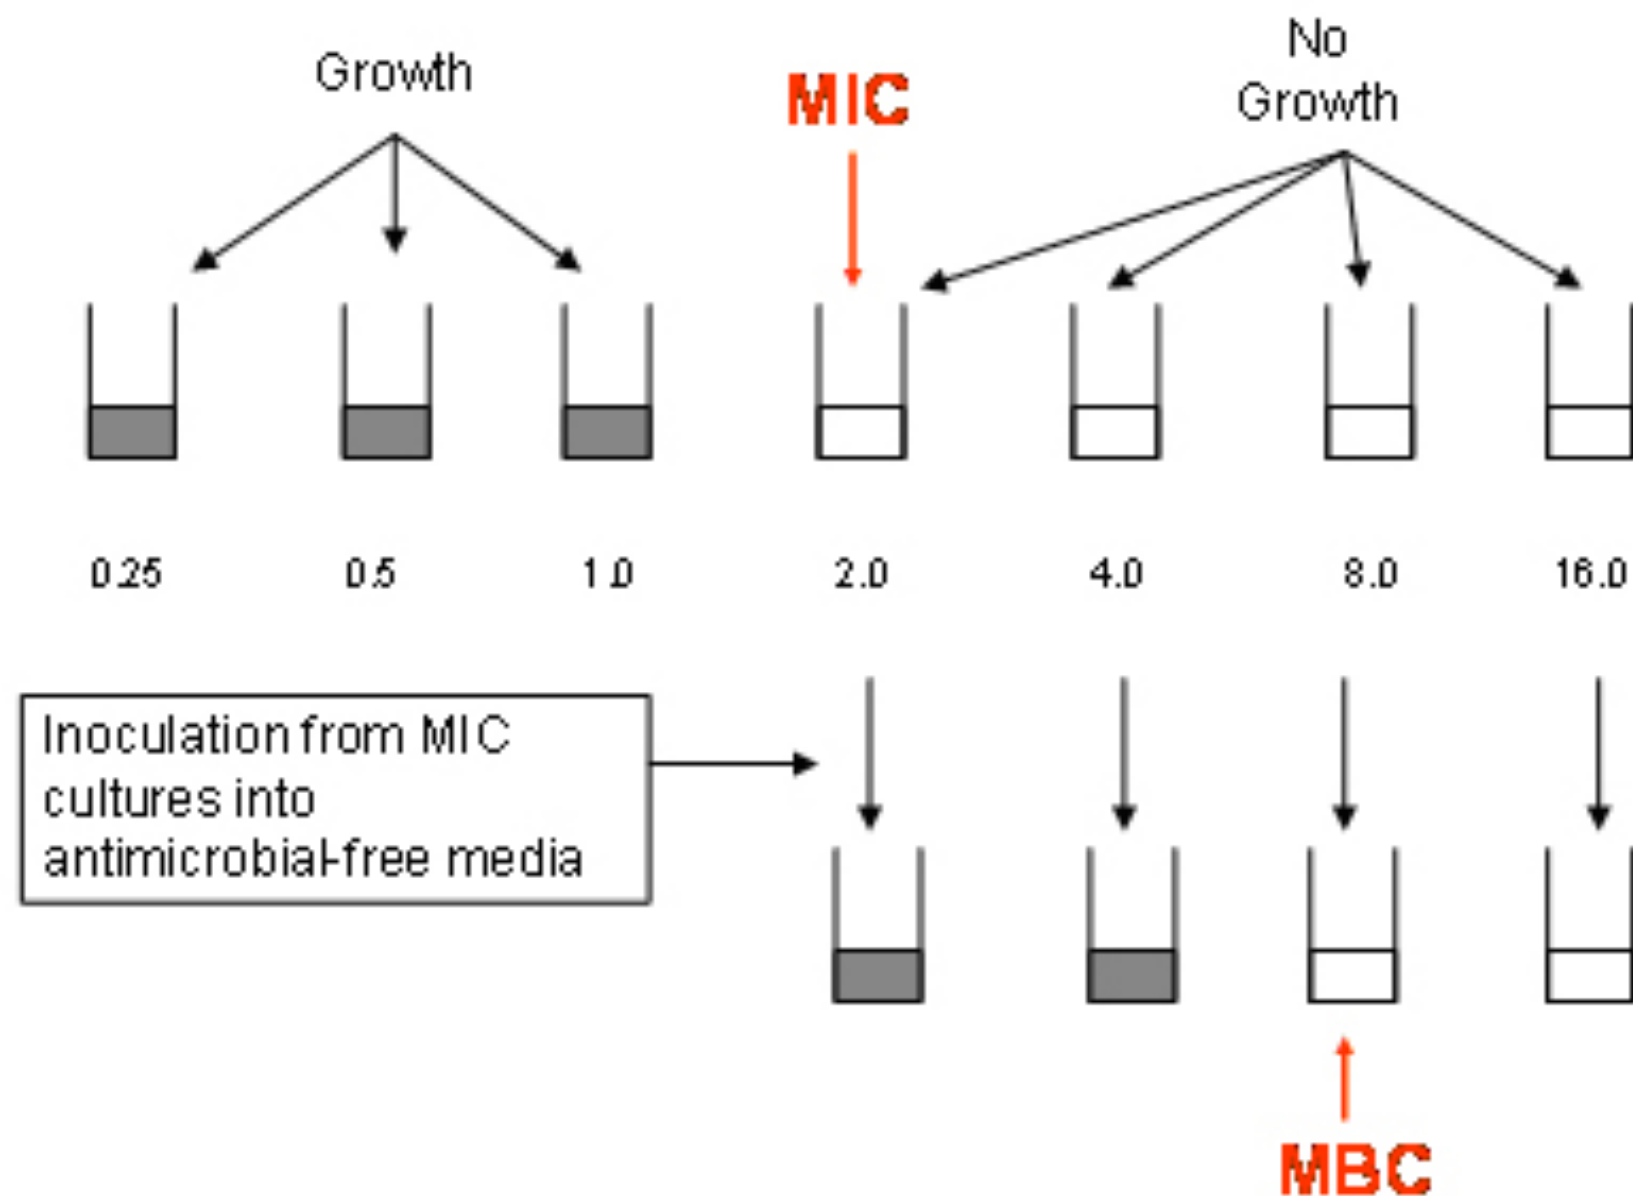 Growth
MIC
No
Growth
0.25
0.5
1.0
2.0
4.0
8.0
16.0
Inoculation from MIC
cultures into
antimicrobial-free media
MBC